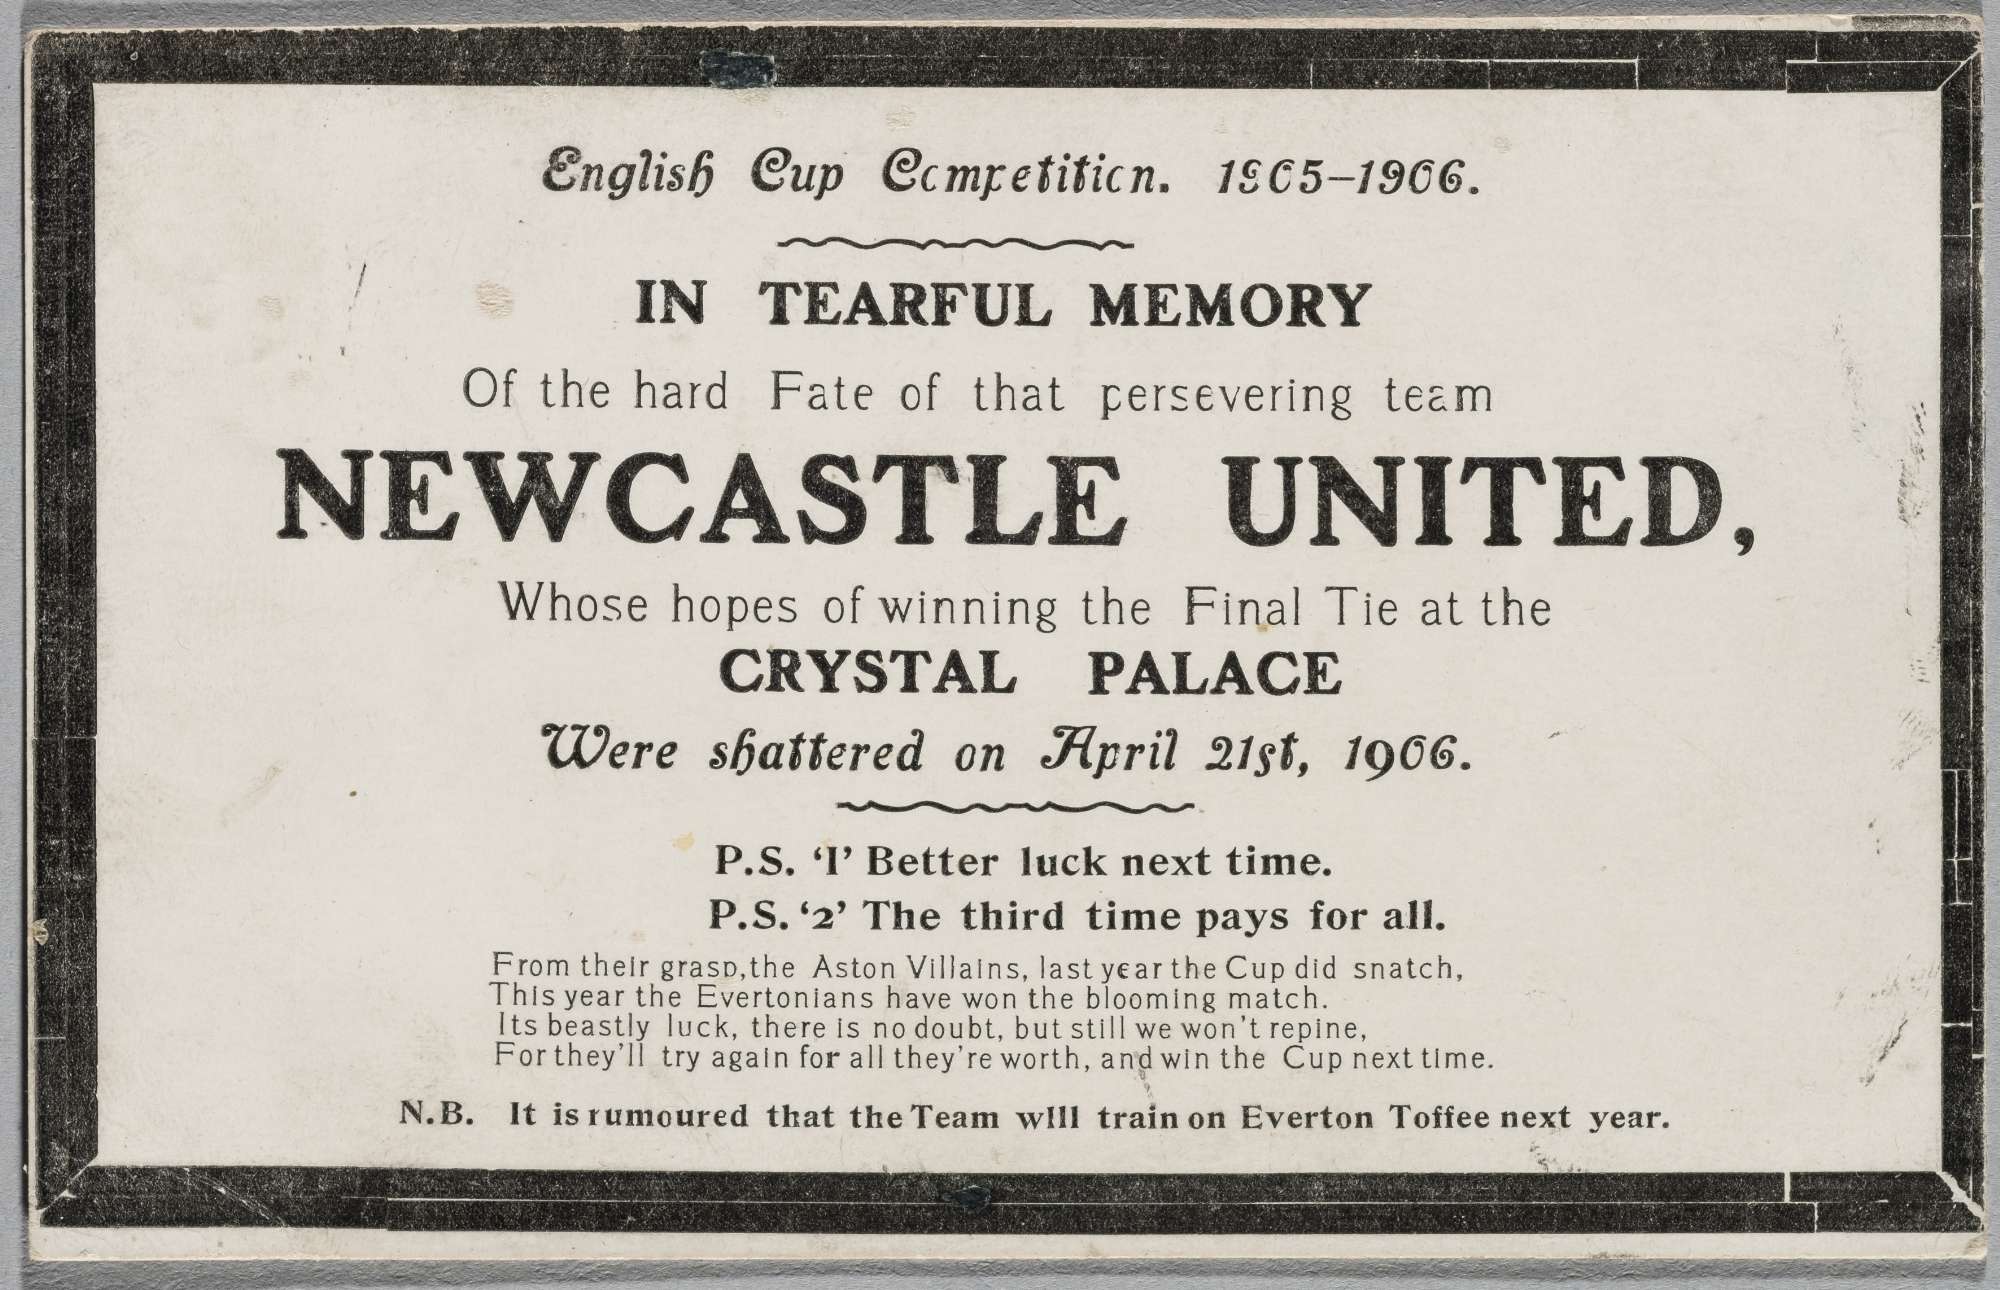 English Cup Competition. 1905–1906.
IN TEARFUL MEMORY
Of the hard Fate of that persevering team
NEWCASTLE UNITED,
Whose hopes of winning the Final Tie at the
CRYSTAL PALACE
Were shattered on April 21st, 1906.
P.S. ‘1’ Better luck next time.
P.S. ‘2’ The third time pays for all.
From their grasp, the Aston Villains, last year the Cup did snatch,
This year the Evertonians have won the blooming match.
Its beastly luck, there is no doubt, but still we won’t repine,
For they’ll try again for all they’re worth, and win the Cup next time.
N.B. It is rumoured that the Team will train on Everton Toffee next year.